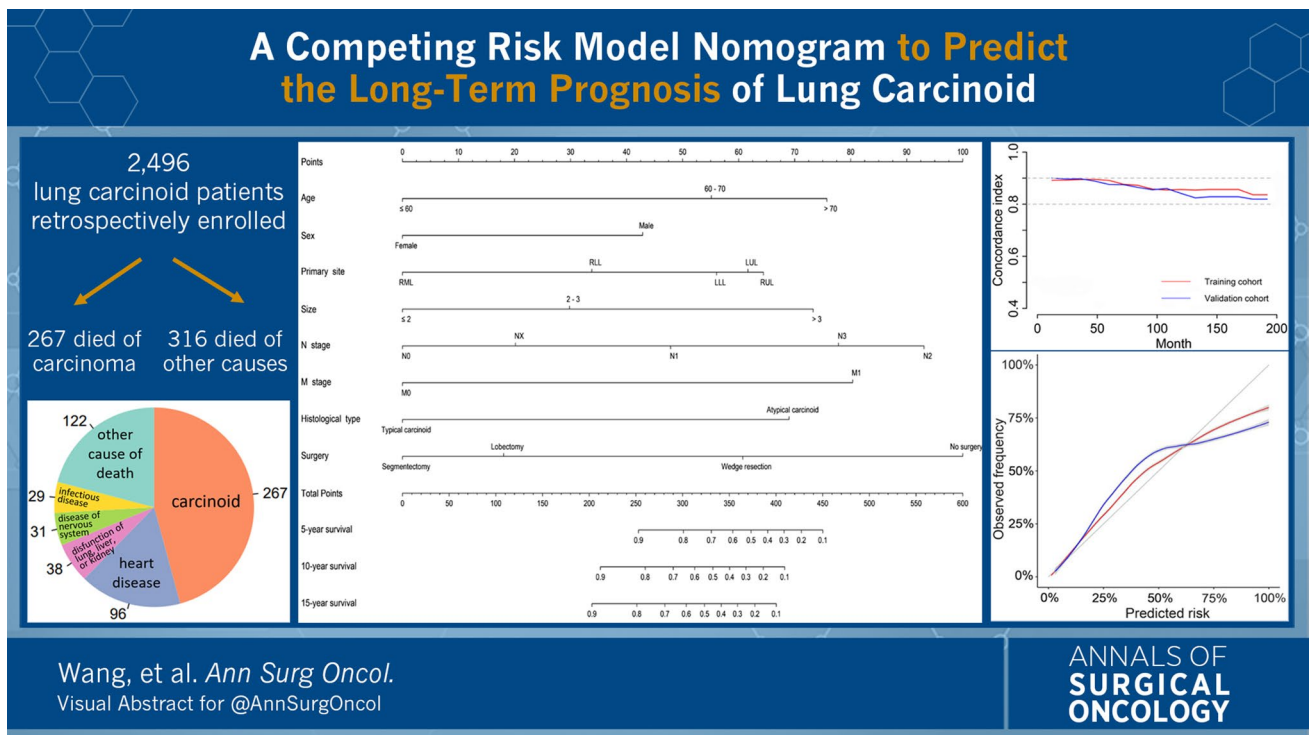 A Competing Risk Model Nomogram to Predict
the Long-Term Prognosis of Lung Carcinoid
2,496
lung carcinoid patients
retrospectively enrolled
267 died of
carcinoma
316 died of
other causes
122
other
cause of
death
29
infectious
disease
31
disease of
nervous
system
38
disfunction of
lung, liver,
or kidney
heart
disease
96
carcinoid
267
Points
0 10 20 30 40 50 60 70 80 90 100
Age
60 - 70
≤ 60
> 70
Sex
Male
Female
Primary site
RLL
LUL
RML
LLL
RUL
Size
2 - 3
≤ 2
> 3
N stage
NX
N3
N0
N1
N2
M stage
M1
M0
Histological type
Atypical carcinoid
Typical carcinoid
Surgery
Lobectomy
No surgery
Segmentectomy
Wedge resection
Total Points
0 50 100 150 200 250 300 350 400 450 500 550 600
5-year survival
0.9 0.8 0.7 0.6 0.5 0.4 0.3 0.2 0.1
10-year survival
0.9 0.8 0.7 0.6 0.5 0.4 0.3 0.2 0.1
15-year survival
0.9 0.8 0.7 0.6 0.5 0.4 0.3 0.2 0.1
Concordance index
1.0
0.8
0.6
0.4
Training cohort
Validation cohort
0 50 100 150 200
Month
Observed frequency
100%
75%
50%
25%
0%
0% 25% 50% 75% 100%
Predicted risk
Wang, et al. Ann Surg Oncol.
Visual Abstract for @AnnSurgOncol
ANNALS OF
SURGICAL
ONCOLOGY